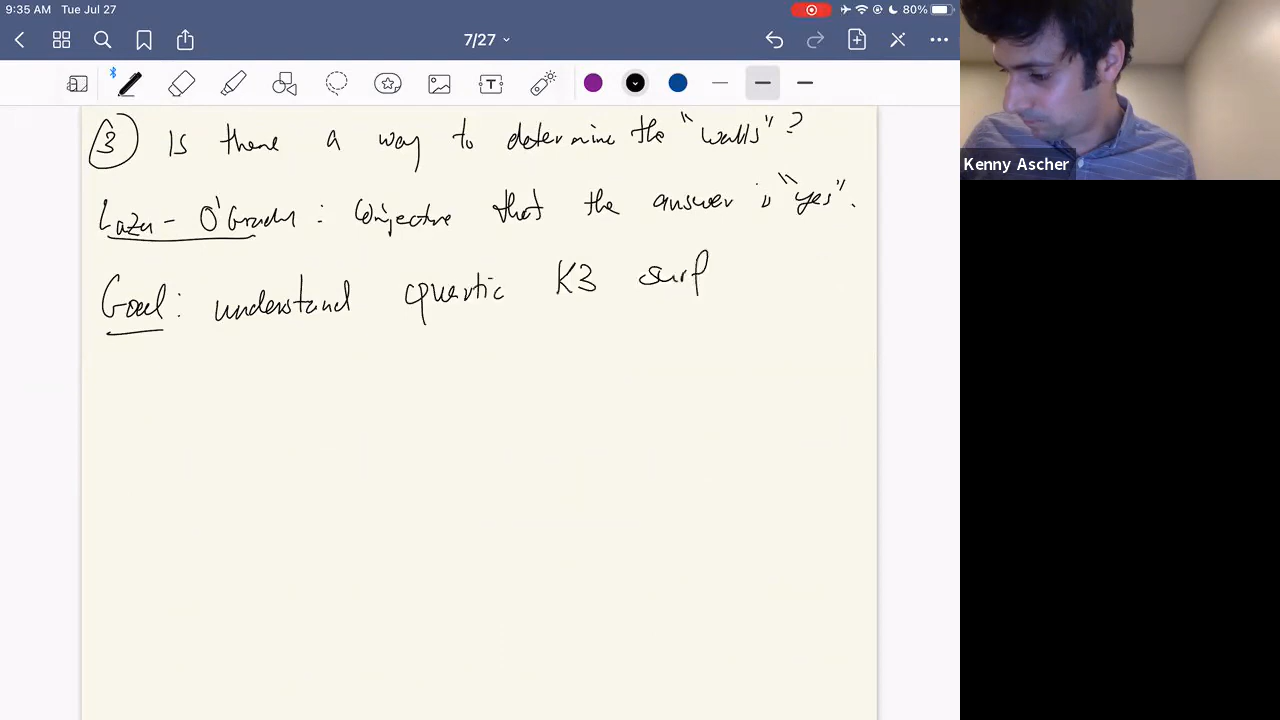 9:35 AM Tue Jul 27
80%
7/27
Kenny Ascher
③ Is there a way to determine the "walls"?
Laza - O'Grady : Conjecture that the answer is "yes".
Goal : understand quartic K3 surf